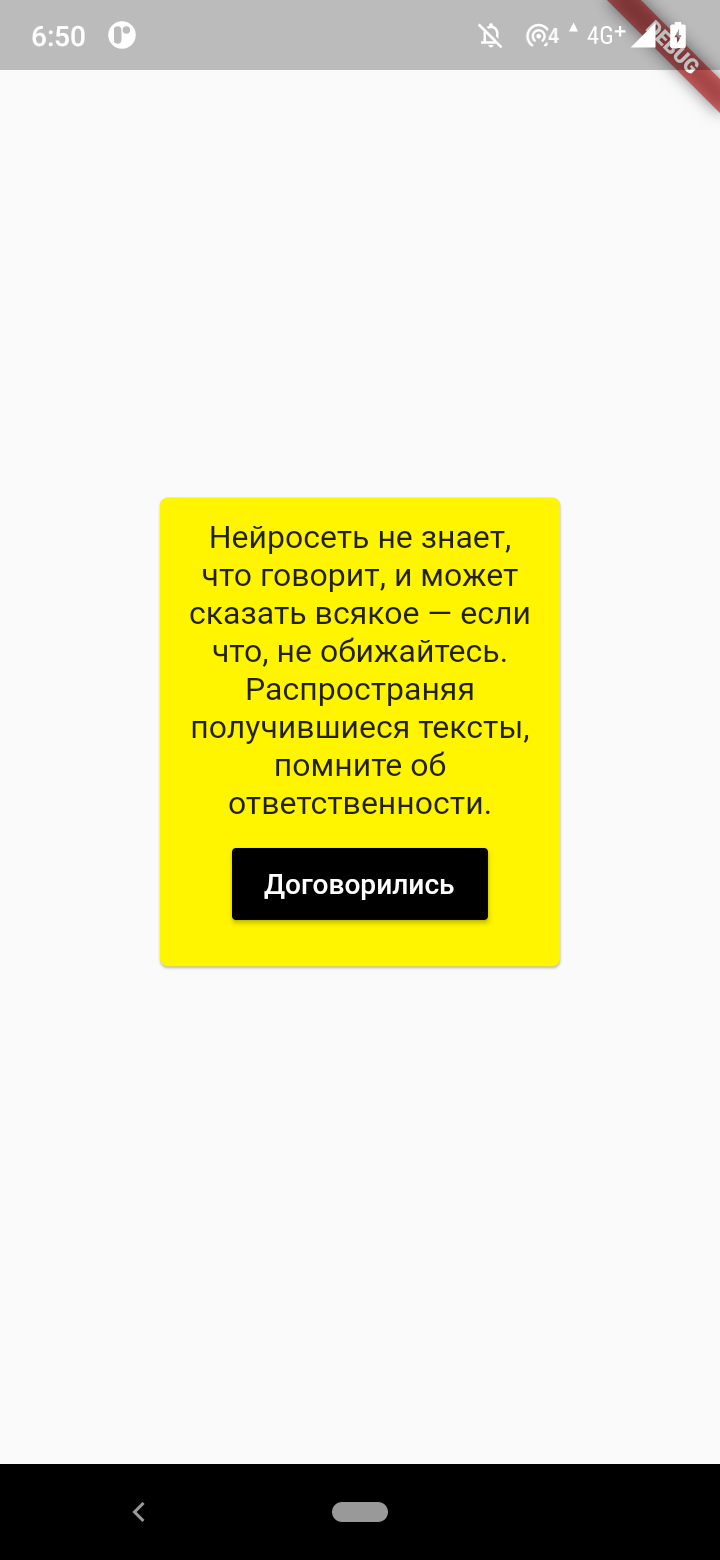 6:50
4
4G+
DEBUG
Нейросеть не знает,
что говорит, и может
сказать всякое — если
что, не обижайтесь.
Распространяя
получившиеся тексты,
помните об
ответственности.
Договорились